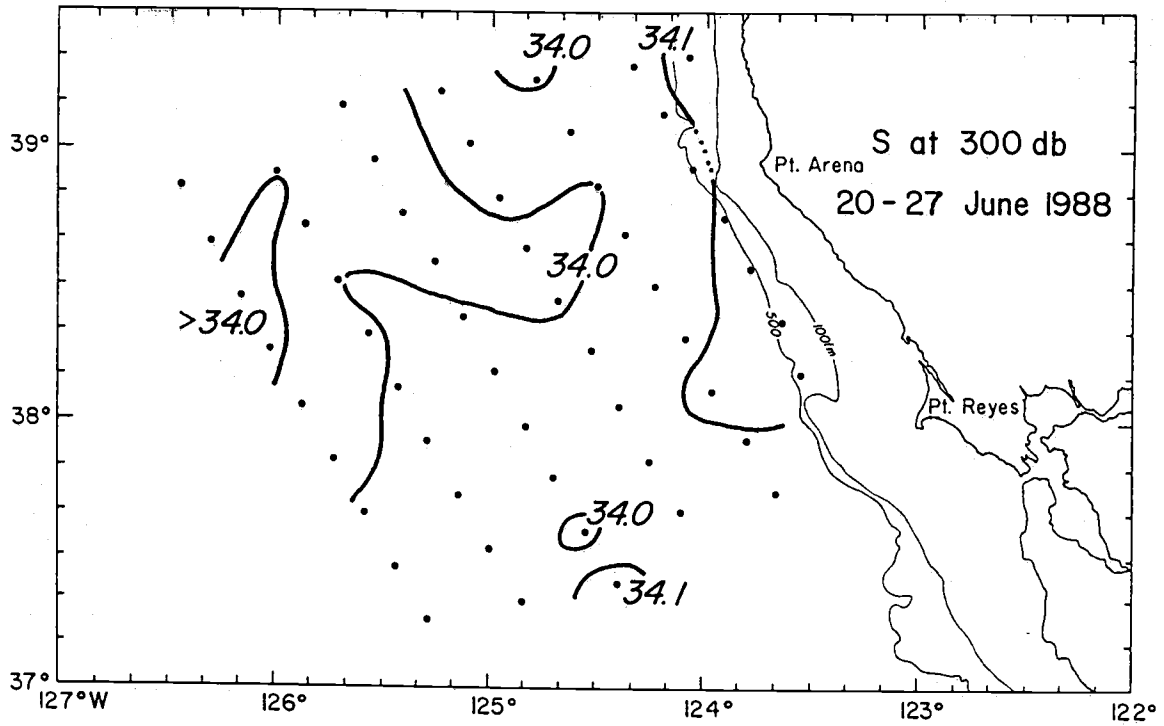 34.0
34.1
39°
S at 300 db
Pt. Arena
20-27 June 1988
34.0
>34.0
500
100fm
38°
Pt. Reyes
34.0
34.1
37°
127°W
126°
125°
124°
123°
122°